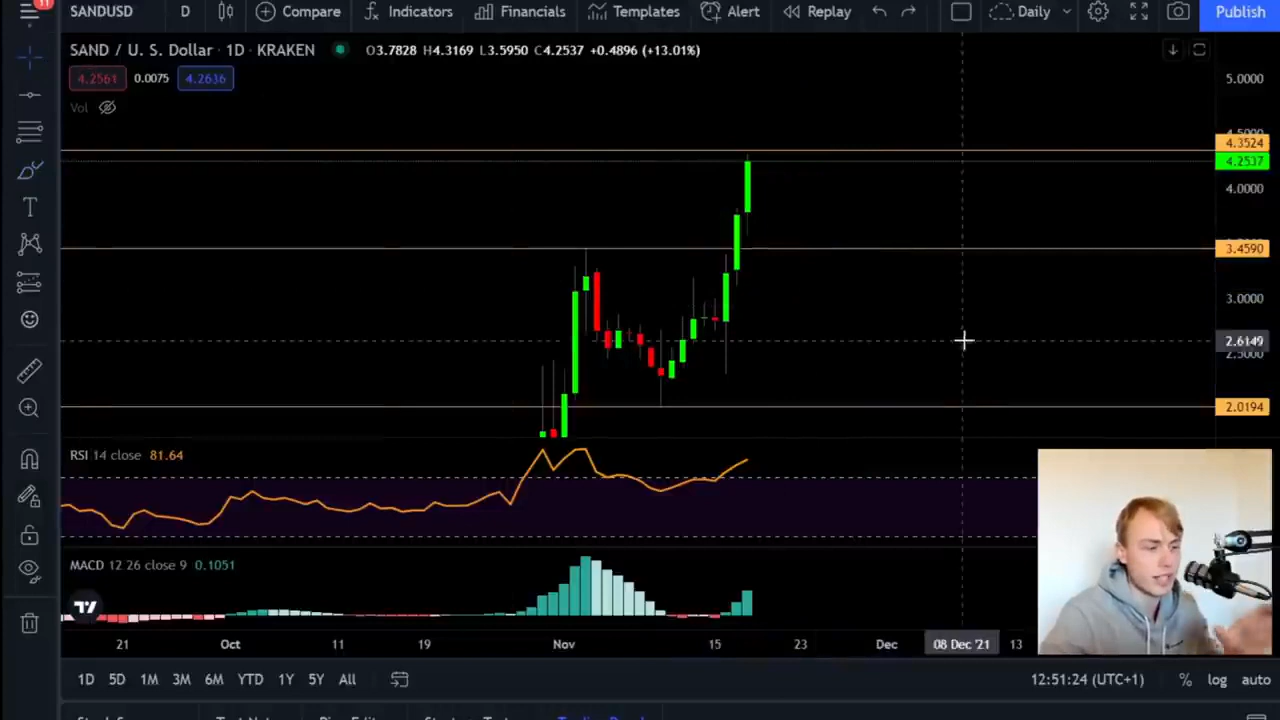 11
SANDUSD D Compare Indicators Financials Templates Alert Replay Daily Publish
SAND / U. S. Dollar · 1D · KRAKEN O3.7828 H4.3169 L3.5950 C4.2537 +0.4896 (+13.01%)
4.2561 0.0075 4.2636
Vol
5.0000
4.3524
4.2537
4.0000
3.4590
3.0000
2.6149
2.5000
2.0194
RSI 14 close 81.64
MACD 12 26 close 9 0.1051
21 Oct 11 19 Nov 15 23 Dec 08 Dec '21 13
1D 5D 1M 3M 6M YTD 1Y 5Y All 12:51:24 (UTC+1) % log auto